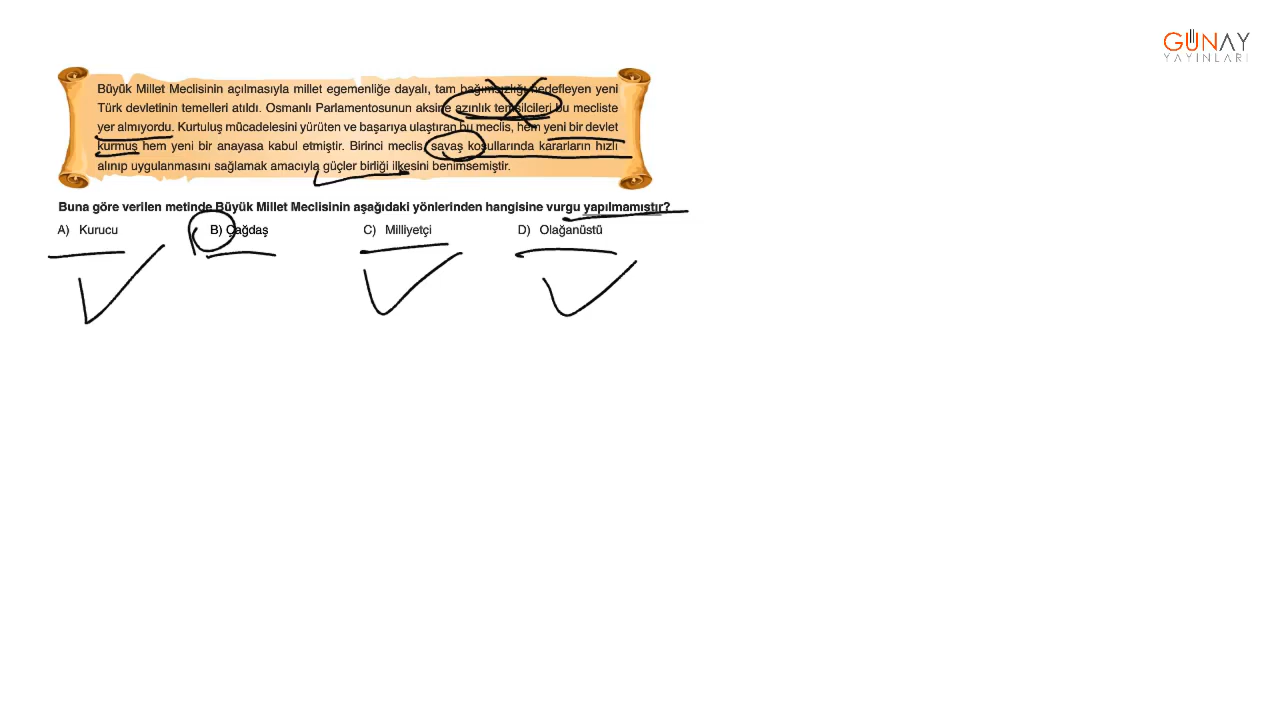 GÜNAY
YAYINLARI
Büyük Millet Meclisinin açılmasıyla millet egemenliğe dayalı, tam bağımsızlığı hedefleyen yeni
Türk devletinin temelleri atıldı. Osmanlı Parlamentosunun aksine azınlık temsilcileri bu mecliste
yer almıyordu. Kurtuluş mücadelesini yürüten ve başarıya ulaştıran bu meclis, hem yeni bir devlet
kurmuş hem yeni bir anayasa kabul etmiştir. Birinci meclis, savaş koşullarında kararların hızlı
alınıp uygulanmasını sağlamak amacıyla güçler birliği ilkesini benimsemiştir.
Buna göre verilen metinde Büyük Millet Meclisinin aşağıdaki yönlerinden hangisine vurgu yapılmamıştır?
A) Kurucu B) Çağdaş C) Milliyetçi D) Olağanüstü